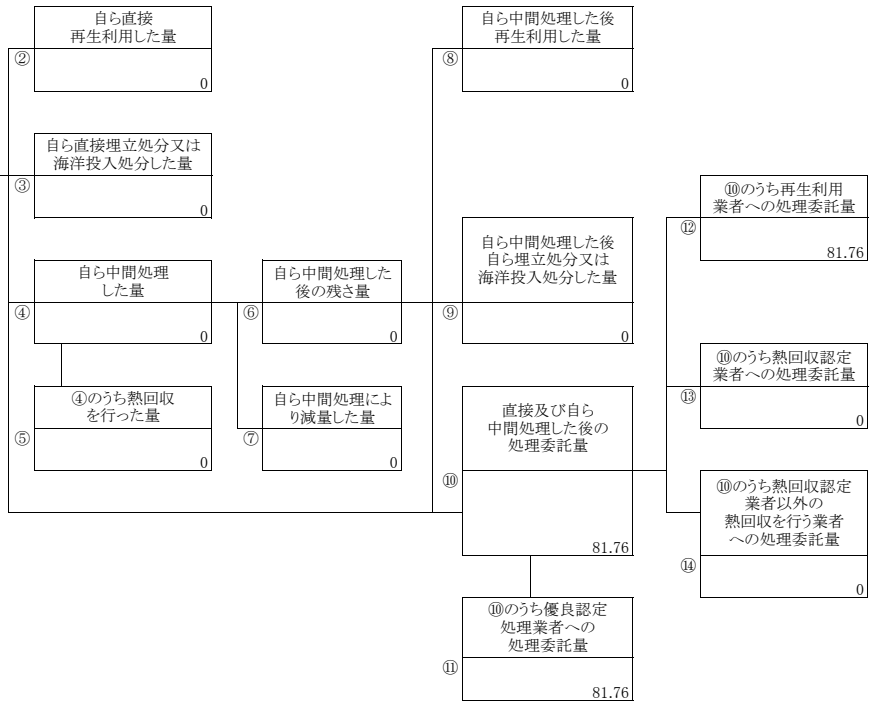 自ら直接
再生利用した量
②
0
自ら直接埋立処分又は
海洋投入処分した量
③
0
自ら中間処理
した量
④
0
④のうち熱回収
を行った量
⑤
0
自ら中間処理した
後の残さ量
⑥
0
自ら中間処理によ
り減量した量
⑦
0
自ら中間処理した後
再生利用した量
⑧
0
自ら中間処理した後
自ら埋立処分又は
海洋投入処分した量
⑨
0
直接及び自ら
中間処理した後の
処理委託量
⑩
81.76
⑩のうち優良認定
処理業者への
処理委託量
⑪
81.76
⑩のうち再生利用
業者への処理委託量
⑫
81.76
⑩のうち熱回収認定
業者への処理委託量
⑬
0
⑩のうち熱回収認定
業者以外の
熱回収を行う業者
への処理委託量
⑭
0